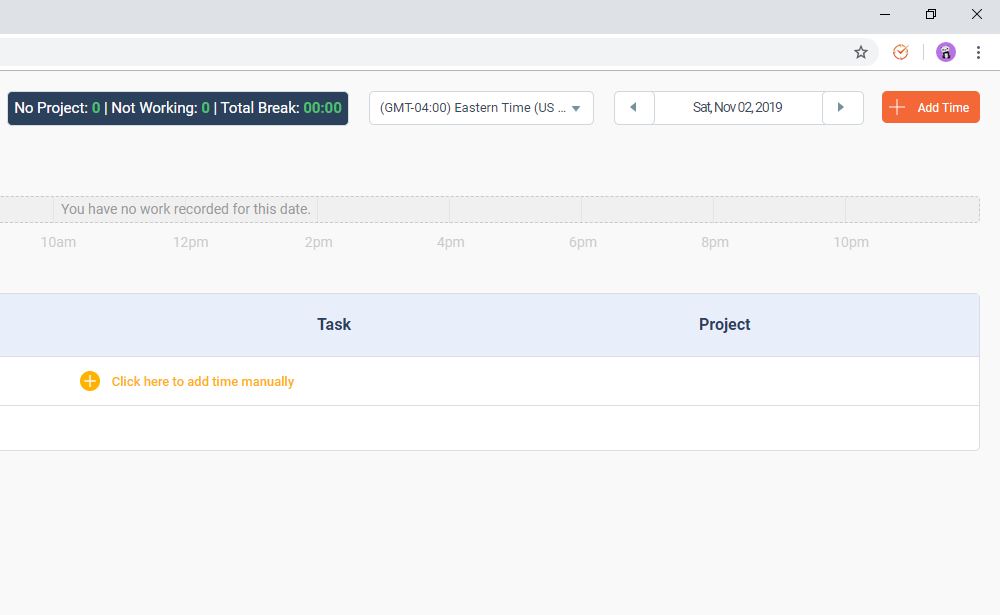 No Project: 0 | Not Working: 0 | Total Break: 00:00
(GMT-04:00) Eastern Time (US ...
Sat, Nov 02, 2019
Add Time
You have no work recorded for this date.
10am 12pm 2pm 4pm 6pm 8pm 10pm
Task Project
Click here to add time manually